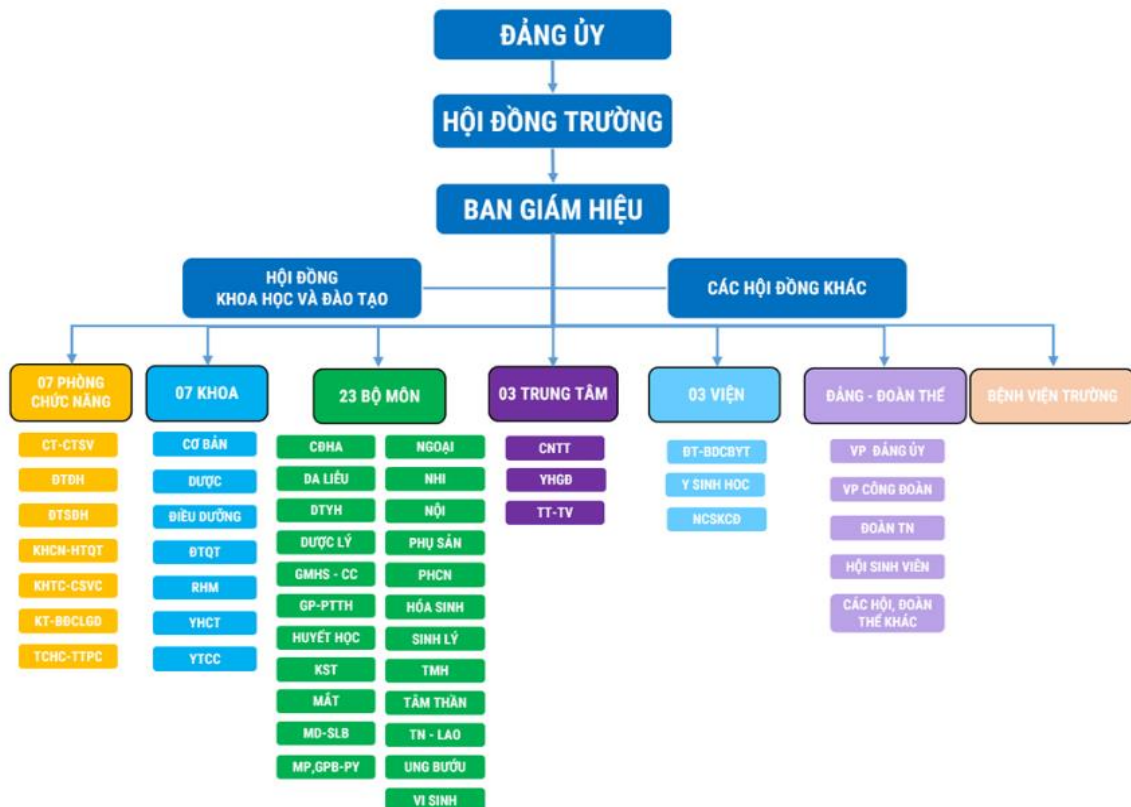 ĐẢNG ỦY
HỘI ĐỒNG TRƯỜNG
BAN GIÁM HIỆU
HỘI ĐỒNG
KHOA HỌC VÀ ĐÀO TẠO
CÁC HỘI ĐỒNG KHÁC
07 PHÒNG
CHỨC NĂNG
CT-CTSV
ĐTĐH
ĐTSĐH
KHCN-HTQT
KHTC-CSVC
KT-BĐCLGD
TCHC-TTPC
07 KHOA
CƠ BẢN
DƯỢC
ĐIỀU DƯỠNG
ĐTQT
RHM
YHCT
YTCC
23 BỘ MÔN
CĐHA
DA LIỄU
DTYH
DƯỢC LÝ
GMHS - CC
GP-PTTH
HUYẾT HỌC
KST
MẮT
MD-SLB
MP,GPB-PY
NGOẠI
NHI
NỘI
PHỤ SẢN
PHCN
HÓA SINH
SINH LÝ
TMH
TÂM THẦN
TN - LAO
UNG BƯỚU
VI SINH
03 TRUNG TÂM
CNTT
YHGĐ
TT-TV
03 VIỆN
ĐT-BDCBYT
Y SINH HỌC
NCSKCĐ
ĐẢNG - ĐOÀN THỂ
VP ĐẢNG ỦY
VP CÔNG ĐOÀN
ĐOÀN TN
HỘI SINH VIÊN
CÁC HỘI, ĐOÀN
THỂ KHÁC
BỆNH VIỆN TRƯỜNG